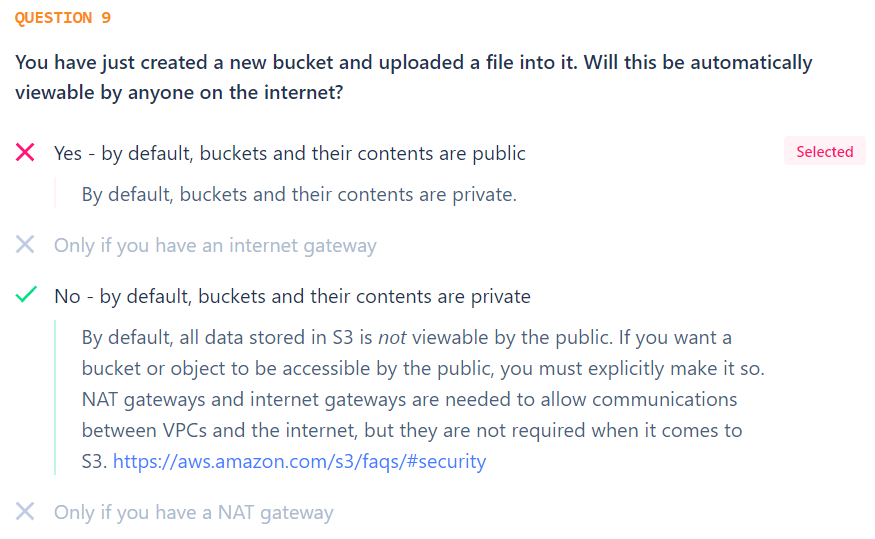 QUESTION 9
You have just created a new bucket and uploaded a file into it. Will this be automatically
viewable by anyone on the internet?
Yes - by default, buckets and their contents are public
Selected
By default, buckets and their contents are private.
Only if you have an internet gateway
No - by default, buckets and their contents are private
By default, all data stored in S3 is not viewable by the public. If you want a
bucket or object to be accessible by the public, you must explicitly make it so.
NAT gateways and internet gateways are needed to allow communications
between VPCs and the internet, but they are not required when it comes to
S3. https://aws.amazon.com/s3/faqs/#security
Only if you have a NAT gateway